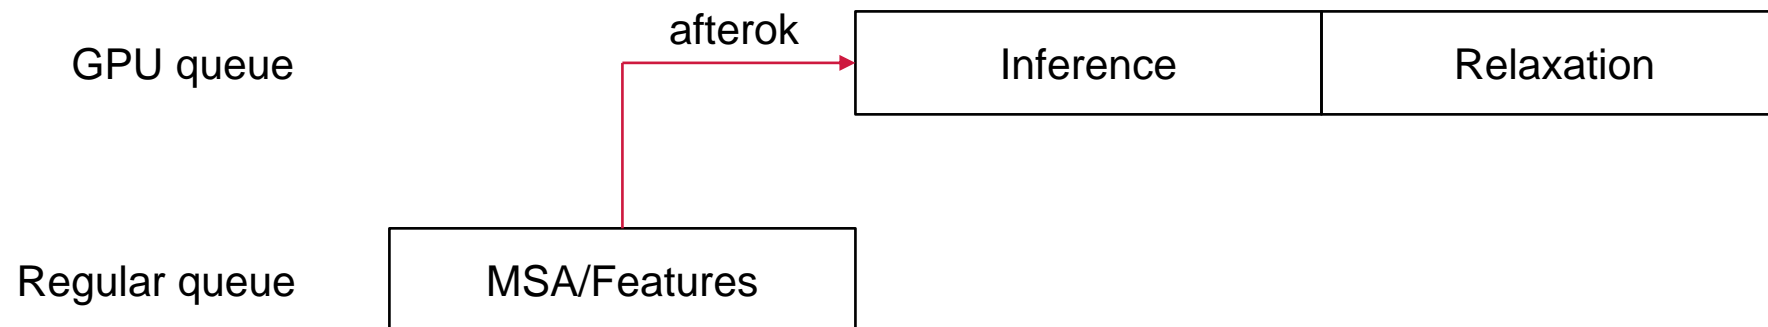 afterok
GPU queue
Inference
Relaxation
Regular queue
MSA/Features